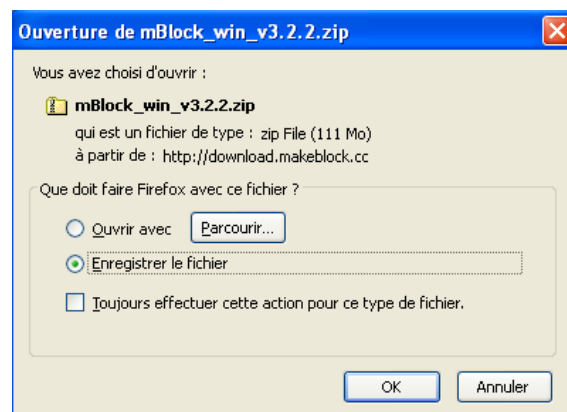 Ouverture de mBlock_win_v3.2.2.zip
Vous avez choisi d'ouvrir :
mBlock_win_v3.2.2.zip
qui est un fichier de type : zip File (111 Mo)
à partir de : http://download.makeblock.cc
Que doit faire Firefox avec ce fichier ?
Ouvrir avec Parcourir...
Enregistrer le fichier
Toujours effectuer cette action pour ce type de fichier.
OK Annuler